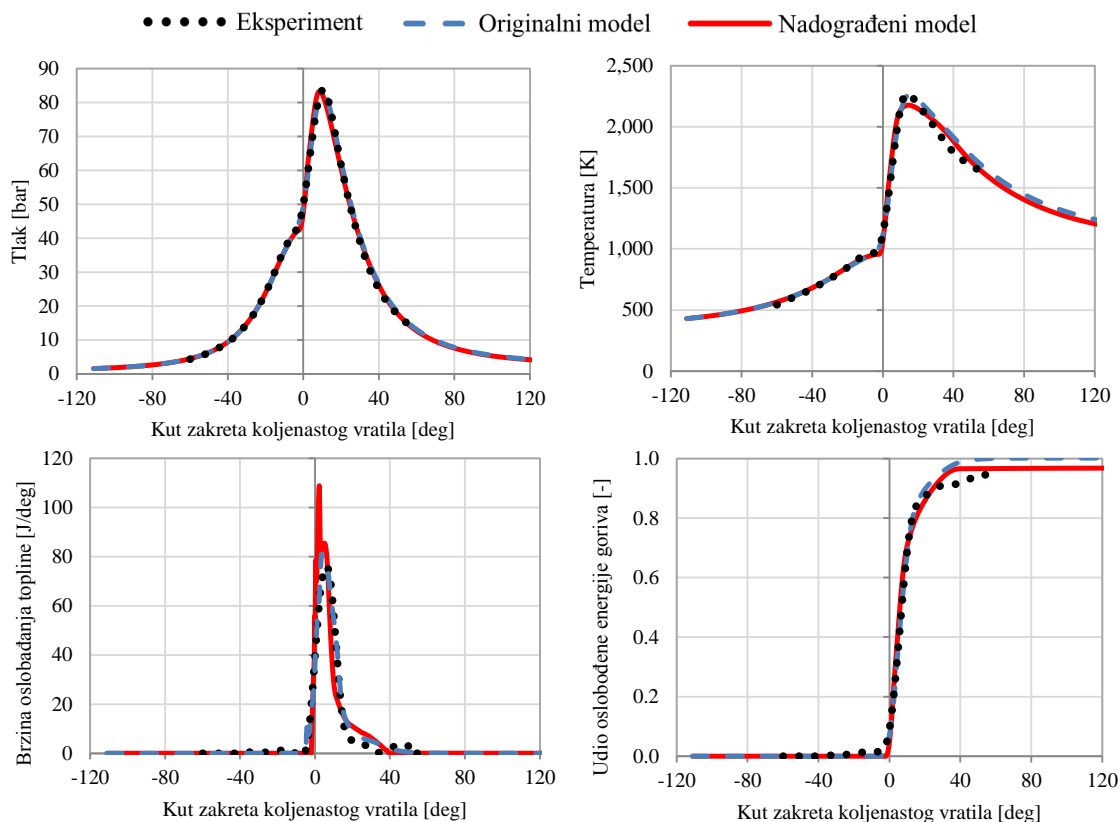 Eksperiment Originalni model Nadograđeni model
Tlak [bar]
90
80
70
60
50
40
30
20
10
0
-120 -80 -40 0 40 80 120
Kut zakreta koljenastog vratila [deg]
Temperatura [K]
2,500
2,000
1,500
1,000
500
0
-120 -80 -40 0 40 80 120
Kut zakreta koljenastog vratila [deg]
Brzina oslobađanja topline [J/deg]
120
100
80
60
40
20
0
-120 -80 -40 0 40 80 120
Kut zakreta koljenastog vratila [deg]
Udio oslobođene energije goriva [-]
1.0
0.8
0.6
0.4
0.2
0.0
-120 -80 -40 0 40 80 120
Kut zakreta koljenastog vratila [deg]